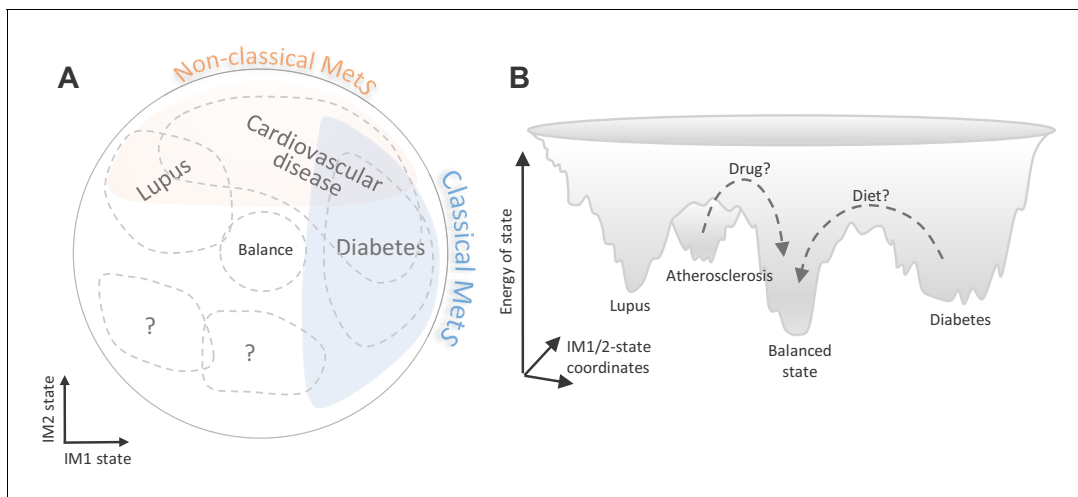 A
Non-classical MetS
Cardiovascular
disease
Lupus
Classical MetS
Balance
Diabetes
?
?
IM2 state
IM1 state
B
Drug?
Diet?
Energy of state
Atherosclerosis
Lupus
Diabetes
IM1/2-state
coordinates
Balanced
state